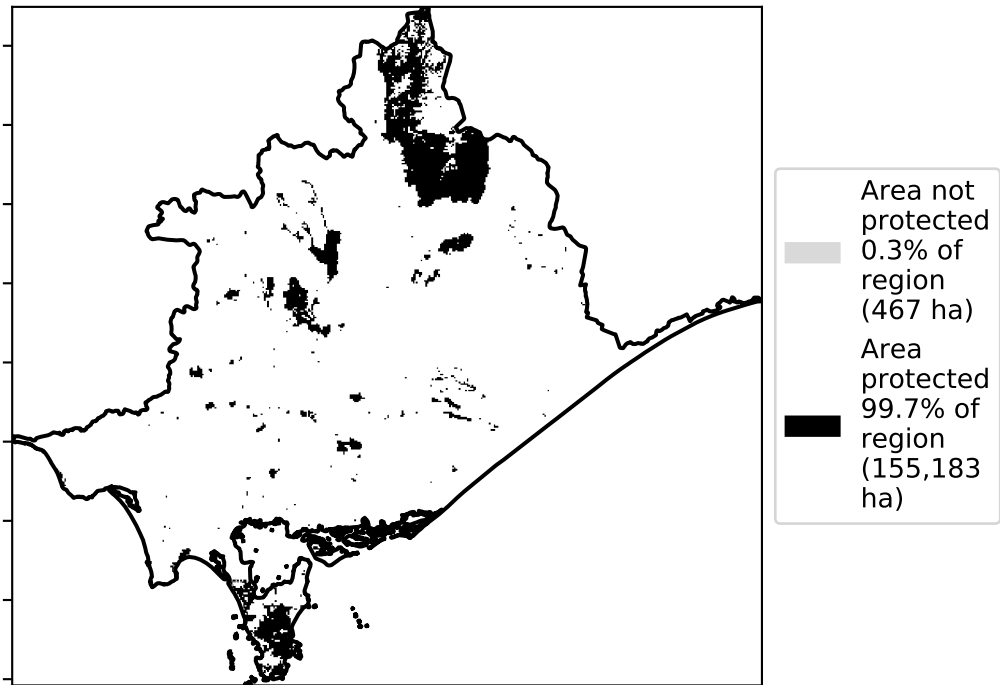 Area not
protected
0.3% of
region
(467 ha)
Area
protected
99.7% of
region
(155,183
ha)